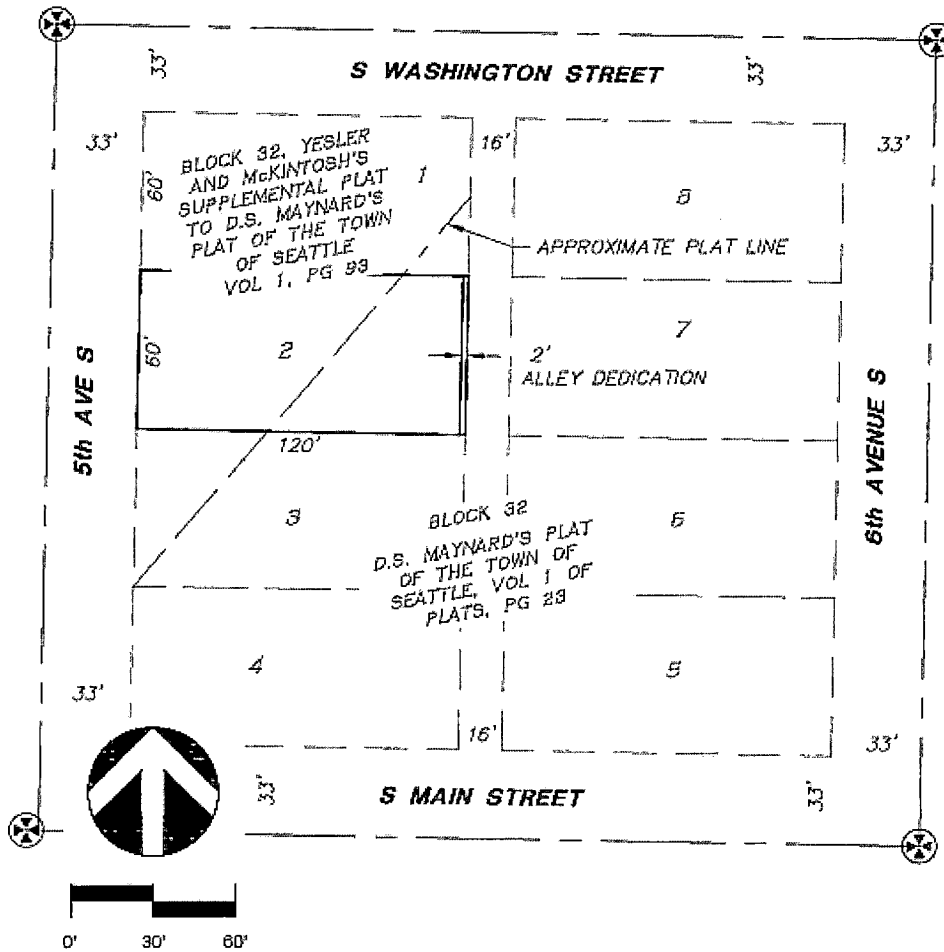 33'
S WASHINGTON STREET
33'
33'
16'
33'
BLOCK 32, YESLER
AND McKINTOSH'S
SUPPLEMENTAL PLAT
TO D.S. MAYNARD'S
PLAT OF THE TOWN
OF SEATTLE
VOL 1, PG 93
60'
1
8
APPROXIMATE PLAT LINE
5th AVE S
60'
2
2'
ALLEY DEDICATION
7
120'
6th AVENUE S
3
BLOCK 32
D.S. MAYNARD'S PLAT
OF THE TOWN OF
SEATTLE, VOL 1 OF
PLATS, PG 23
6
4
5
33'
16'
33'
33'
S MAIN STREET
33'
0'
30'
60'